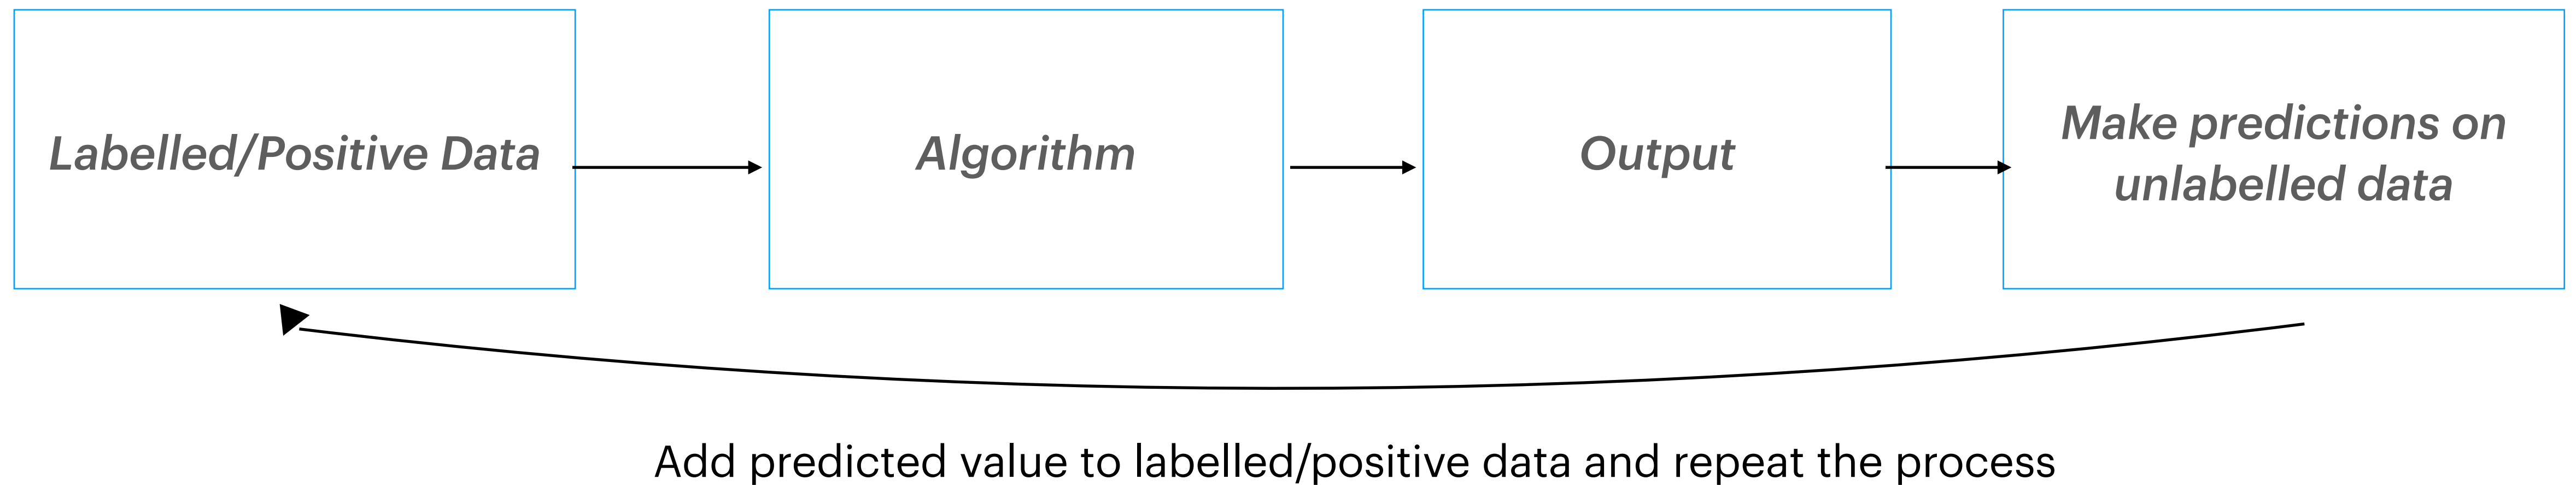 Labelled/Positive Data
Algorithm
Output
Make predictions on
unlabelled data
Add predicted value to labelled/positive data and repeat the process